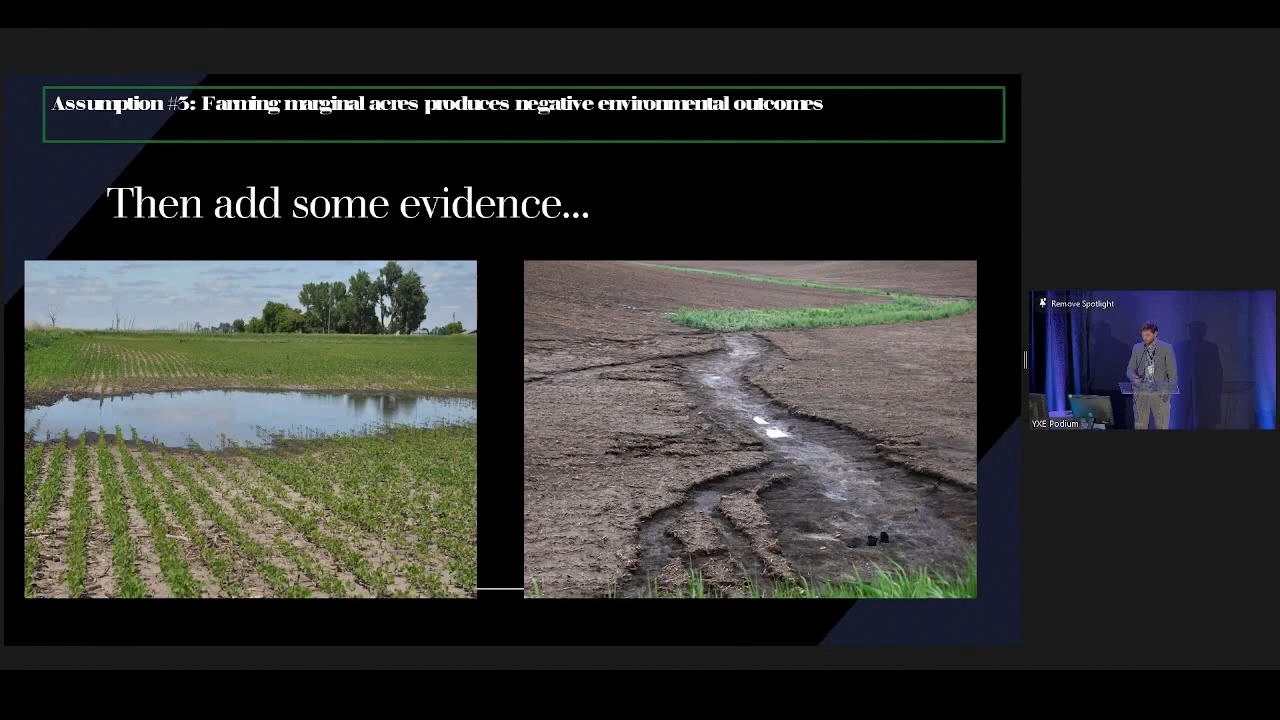 Assumption #5: Farming marginal acres produces negative environmental outcomes
Then add some evidence...
Remove Spotlight
YXE Podium